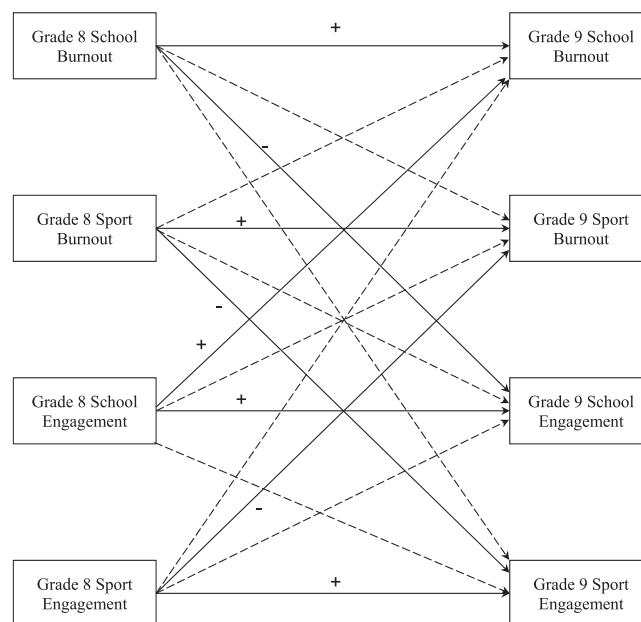 Grade 8 School
Burnout
+
Grade 9 School
Burnout
-
Grade 8 Sport
Burnout
+
Grade 9 Sport
Burnout
-
+
Grade 8 School
Engagement
+
Grade 9 School
Engagement
-
Grade 8 Sport
Engagement
+
Grade 9 Sport
Engagement